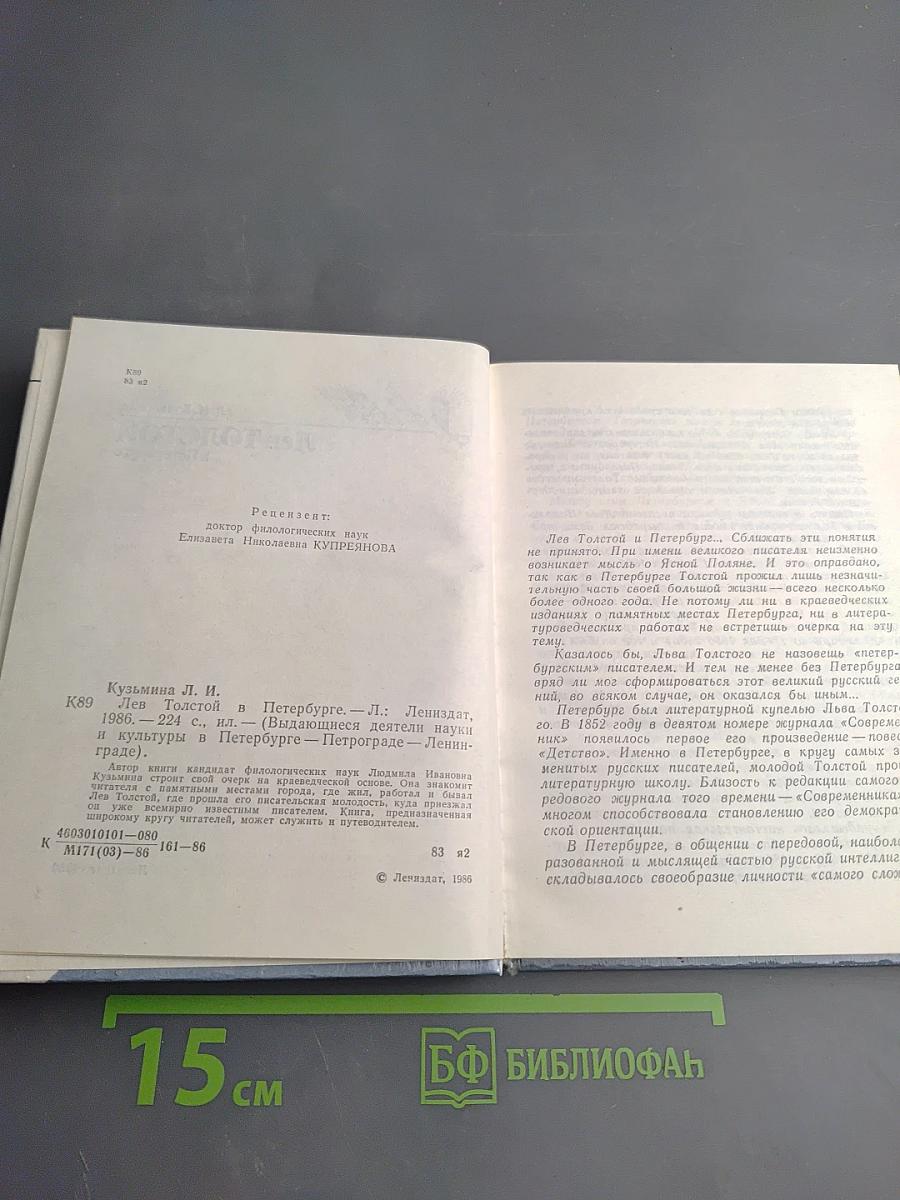 К89
83 я2
Рецензент:
доктор филологических наук
Елизавета Николаевна КУПРЕЯНОВА
Кузьмина Л. И.
К89 Лев Толстой в Петербурге. — Л.: Лениздат,
1986. — 224 с., ил. — (Выдающиеся деятели науки
и культуры в Петербурге — Петрограде — Ленин-
граде).
Автор книги кандидат филологических наук Людмила Ивановна
Кузьмина строит свой очерк на краеведческой основе. Она знакомит
читателя с памятными местами города, где жил, работал и бывал
Лев Толстой, где прошла его писательская молодость, куда приезжал
он уже всемирно известным писателем. Книга, предназначенная
широкому кругу читателей, может служить и путеводителем.
К 4603010101—080
М171(03)—86 161—86
83 я2
© Лениздат, 1986
Лев Толстой и Петербург... Сближать эти понятия
не принято. При имени великого писателя неизменно
возникает мысль о Ясной Поляне. И это оправдано,
так как в Петербурге Толстой прожил лишь незначи-
тельную часть своей большой жизни — всего несколько
более одного года. Не потому ли ни в краеведческих
изданиях о памятных местах Петербурга, ни в литера-
туроведческих работах не встретишь очерка на эту
тему.
Казалось бы, Льва Толстого не назовешь «петер-
бургским» писателем. И тем не менее без Петербурга
вряд ли мог сформироваться этот великий русский ге
ний, во всяком случае, он оказался бы иным...
Петербург был литературной купелью Льва Толсто
го. В 1852 году в девятом номере журнала «Совреме
ник» появилось первое его произведение — повес
«Детство». Именно в Петербурге, в кругу самых з
менитых русских писателей, молодой Толстой про
литературную школу. Близость к редакции самого
редового журнала того времени — «Современника
многом способствовала становлению его демократ
ской ориентации.
В Петербурге, в общении с передовой, наибол
разованной и мыслящей частью русской интеллиг
складывалось своеобразие личности «самого слож
15 см
БФ БИБЛИОФАН